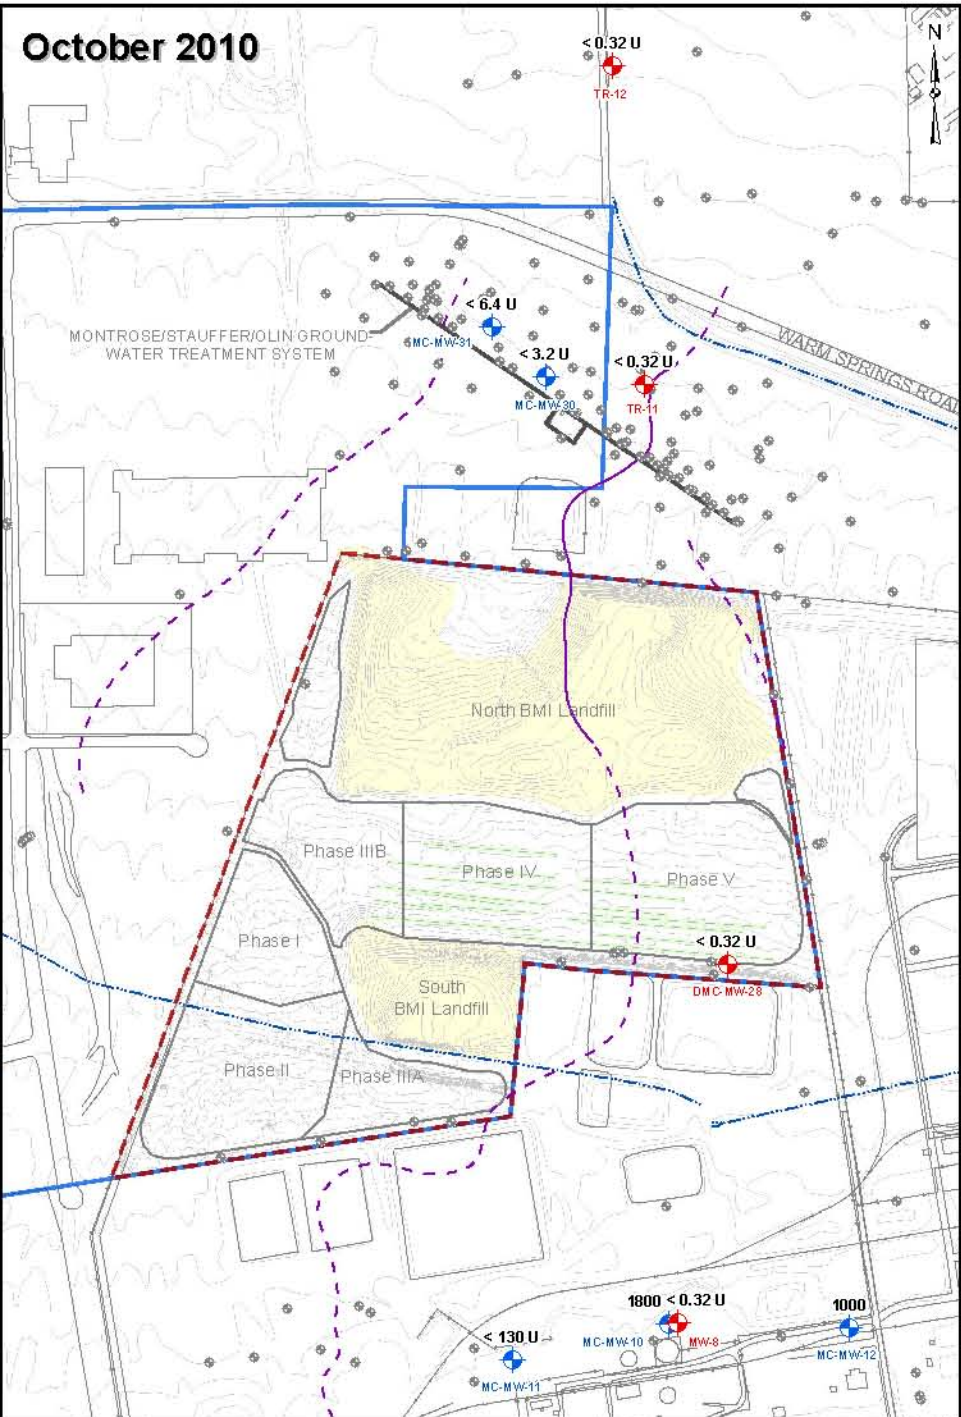 October 2010
N
< 0.32 U
TR-12
WARM SPRINGS ROAD
< 6.4 U
MC-MW-31
MONTROSE/STAUFFER/OLIN GROUND-
WATER TREATMENT SYSTEM
< 3.2 U
MC-MW-30
< 0.32 U
TR-11
North BMI Landfill
Phase IIIB
Phase IV
Phase V
Phase I
< 0.32 U
DMC-MW-28
South
BMI Landfill
Phase II
Phase IIIA
1800 < 0.32 U
MC-MW-10
MW-8
1000
MC-MW-12
< 130 U
MC-MW-11